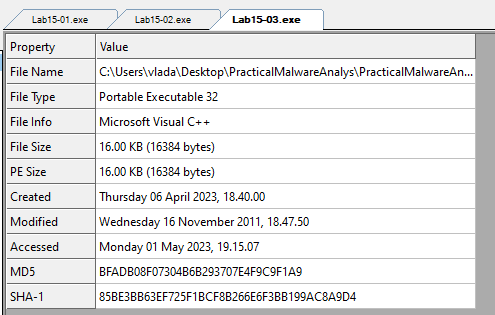 Lab15-01.exe Lab15-02.exe Lab15-03.exe
Property Value
File Name C:\Users\vlada\Desktop\PracticalMalwareAnalys\PracticalMalwareAn...
File Type Portable Executable 32
File Info Microsoft Visual C++
File Size 16.00 KB (16384 bytes)
PE Size 16.00 KB (16384 bytes)
Created Thursday 06 April 2023, 18.40.00
Modified Wednesday 16 November 2011, 18.47.50
Accessed Monday 01 May 2023, 19.15.07
MD5 BFADB08F07304B6B293707E4F9C9F1A9
SHA-1 85BE3BB63EF725F1BCF8B266E6F3BB199AC8A9D4